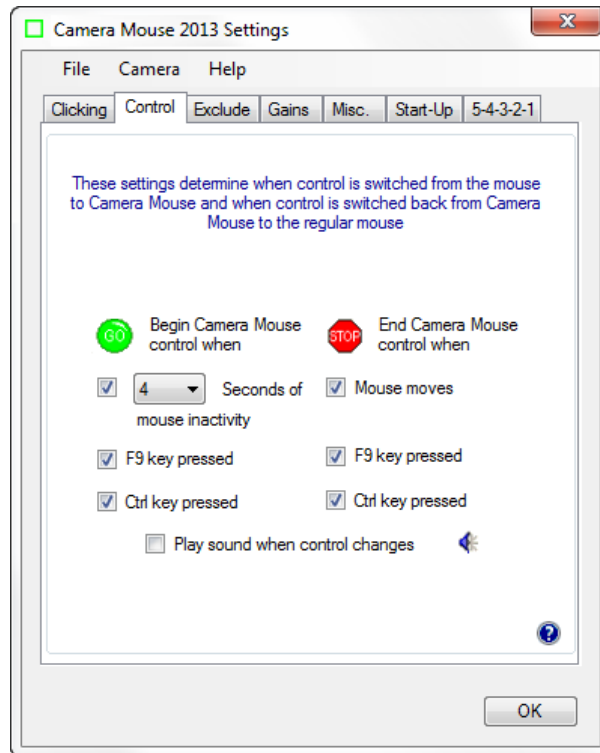 Camera Mouse 2013 Settings
x
File Camera Help
Clicking Control Exclude Gains Misc. Start-Up 5-4-3-2-1
These settings determine when control is switched from the mouse
to Camera Mouse and when control is switched back from Camera
Mouse to the regular mouse
GO Begin Camera Mouse
control when
STOP End Camera Mouse
control when
4 Seconds of
mouse inactivity
Mouse moves
F9 key pressed
F9 key pressed
Ctrl key pressed
Ctrl key pressed
Play sound when control changes
?
OK